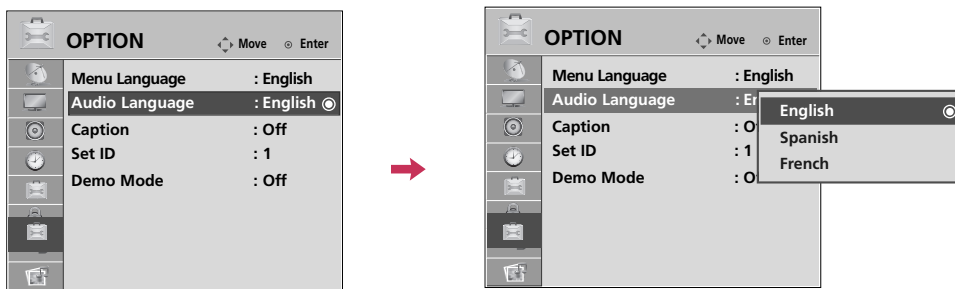 OPTION
Move
Enter
Menu Language : English
Audio Language : English
Caption : Off
Set ID : 1
Demo Mode : Off
OPTION
Move
Enter
Menu Language : English
Audio Language : Er
Caption : O
Set ID : 1
Demo Mode : O
English
Spanish
French